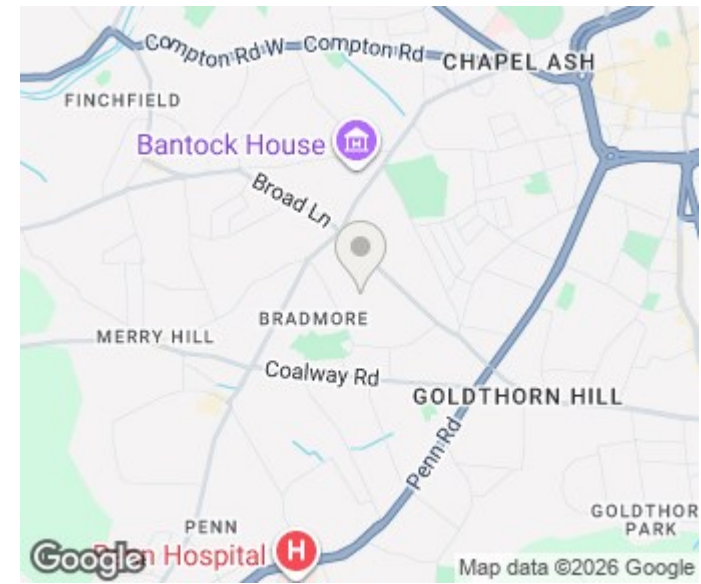 Compton Rd W
Compton Rd
CHAPEL ASH
FINCHFIELD
Bantock House
Broad Ln
BRADMORE
MERRY HILL
Coalway Rd
GOLDTHORN HILL
Penn Rd
GOLDTHOR
PARK
PENN
Hospital
H
Google
Map data ©2026 Google